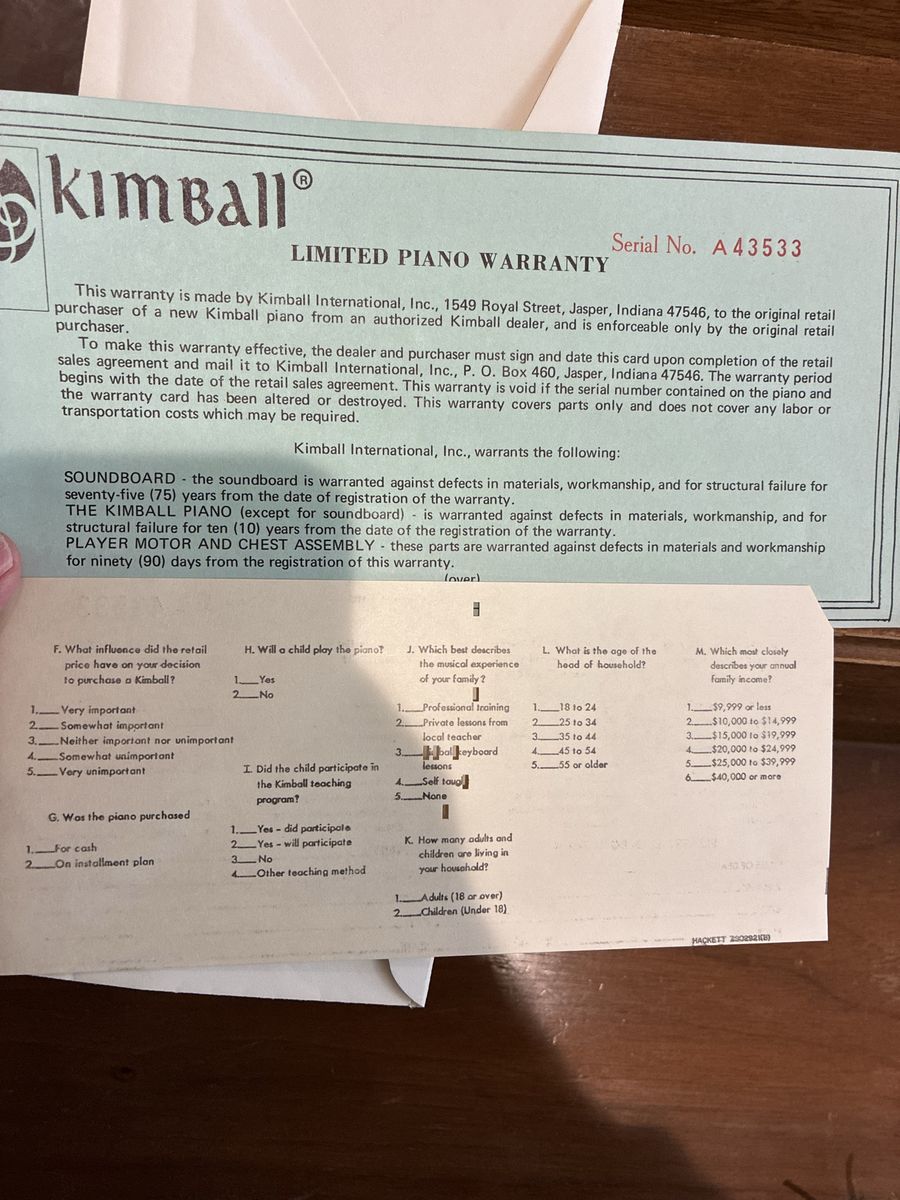 KIMBALL®
Serial No. A43533
LIMITED PIANO WARRANTY
This warranty is made by Kimball International, Inc., 1549 Royal Street, Jasper, Indiana 47546, to the original retail
purchaser of a new Kimball piano from an authorized Kimball dealer, and is enforceable only by the original retail
purchaser.
To make this warranty effective, the dealer and purchaser must sign and date this card upon completion of the retail
sales agreement and mail it to Kimball International, Inc., P. O. Box 460, Jasper, Indiana 47546. The warranty period
begins with the date of the retail sales agreement. This warranty is void if the serial number contained on the piano and
the warranty card has been altered or destroyed. This warranty covers parts only and does not cover any labor or
transportation costs which may be required.
Kimball International, Inc., warrants the following:
SOUNDBOARD - the soundboard is warranted against defects in materials, workmanship, and for structural failure for
seventy-five (75) years from the date of registration of the warranty.
THE KIMBALL PIANO (except for soundboard) - is warranted against defects in materials, workmanship, and for
structural failure for ten (10) years from the date of the registration of the warranty.
PLAYER MOTOR AND CHEST ASSEMBLY - these parts are warranted against defects in materials and workmanship
for ninety (90) days from the registration of this warranty.
(over)
F. What influence did the retail
price have on your decision
to purchase a Kimball?
1.___Very important
2.___Somewhat important
3.___Neither important nor unimportant
4.___Somewhat unimportant
5.___Very unimportant
G. Was the piano purchased
1.___For cash
2.___On installment plan
H. Will a child play the piano?
1.___Yes
2.___No
I. Did the child participate in
the Kimball teaching
program?
1.___Yes - did participate
2.___Yes - will participate
3.___No
4.___Other teaching method
J. Which best describes
the musical experience
of your family?
1.___Professional training
2.___Private lessons from
local teacher
3.___ keyboard
lessons
4.___Self taught
5.___None
K. How many adults and
children are living in
your household?
1.___Adults (18 or over)
2.___Children (Under 18)
L. What is the age of the
head of household?
1.___18 to 24
2.___25 to 34
3.___35 to 44
4.___45 to 54
5.___55 or older
M. Which most closely
describes your annual
family income?
1.___$9,999 or less
2.___$10,000 to $14,999
3.___$15,000 to $19,999
4.___$20,000 to $24,999
5.___$25,000 to $39,999
6.___$40,000 or more
HACKETT